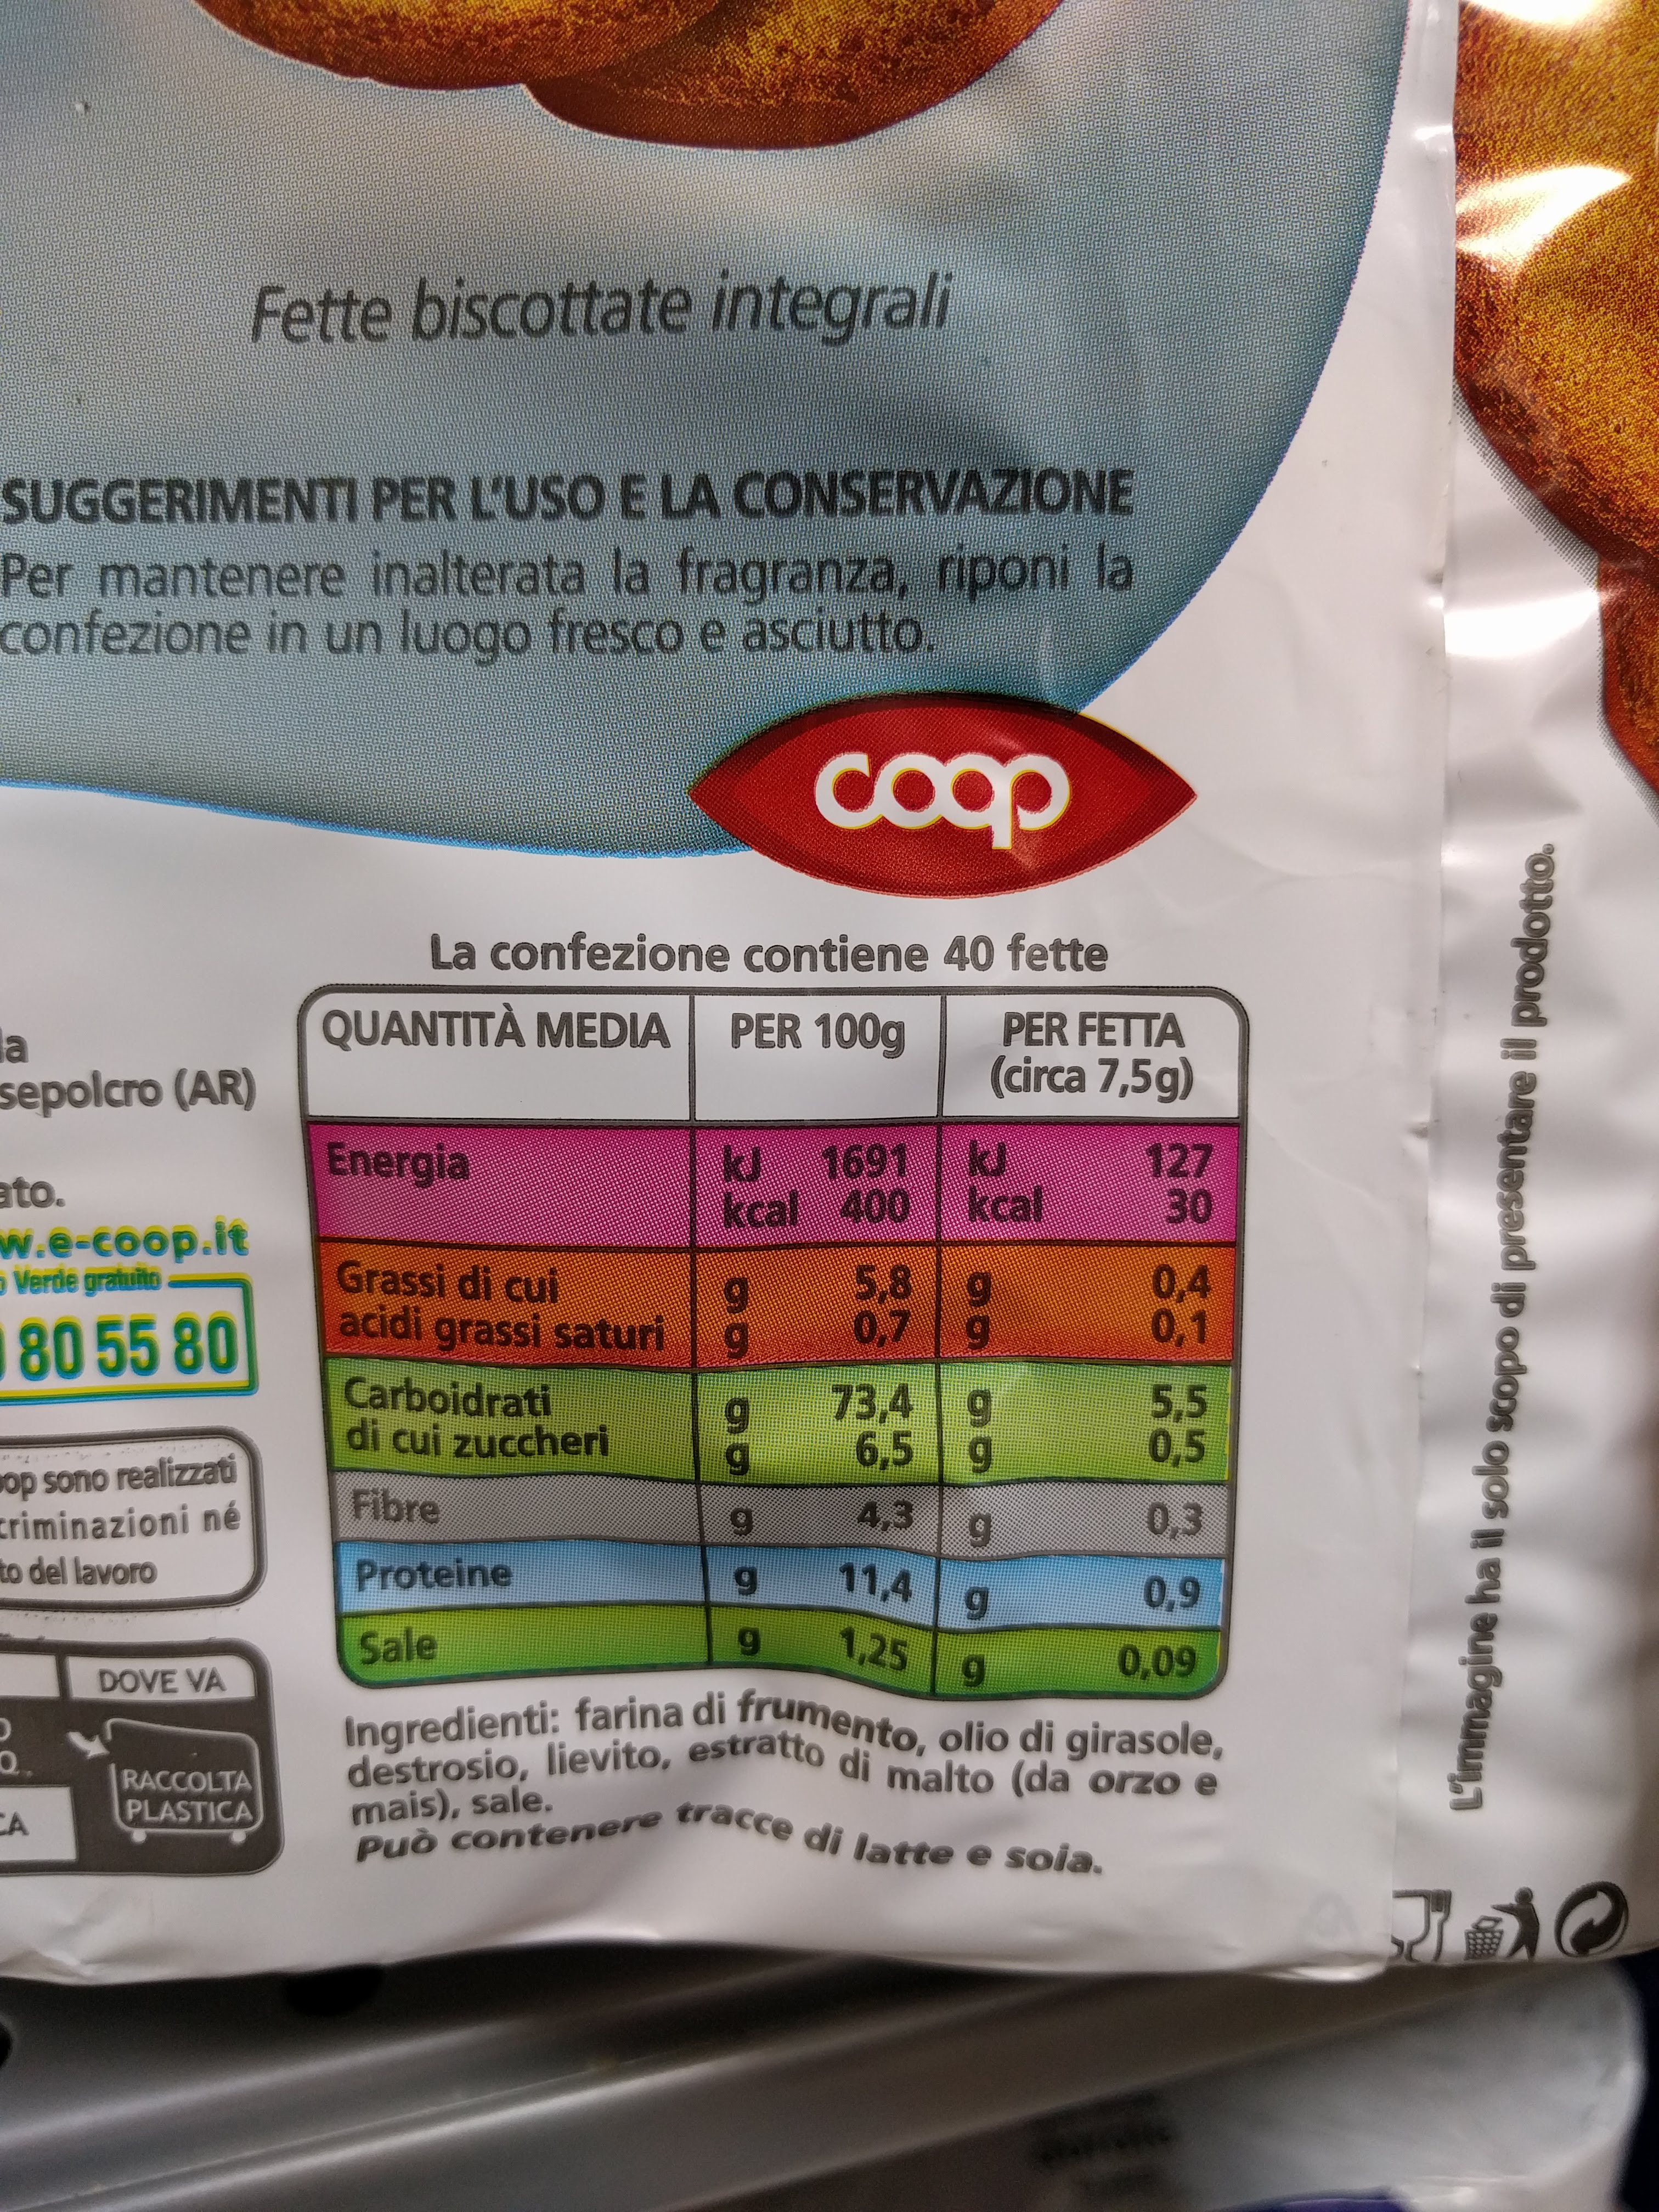 Fette biscottate integrali
SUGGERIMENTI PER L'USO E LA CONSERVAZIONE
Per mantenere inalterata la fragranza, riponi la
confezione in un luogo fresco e asciutto.
coop
La confezione contiene 40 fette
QUANTITÀ MEDIA PER 100g PER FETTA
(circa 7,5g)
Energia kJ 1691 kJ 127
kcal 400 kcal 30
Grassi di cui g 5,8 g 0,4
acidi grassi saturi g 0,7 g 0,1
Carboidrati g 73,4 g 5,5
di cui zuccheri g 6,5 g 0,5
Fibre g 4,3 g 0,3
Proteine g 11,4 g 0,9
Sale g 1,25 g 0,09
Ingredienti: farina di frumento, olio di girasole,
destrosio, lievito, estratto di malto (da orzo e
mais), sale.
Può contenere tracce di latte e soia.
sepolcro (AR)
w.e-coop.it
Verde gratuito
80 55 80
op sono realizzati
criminazioni né
to del lavoro
DOVE VA
RACCOLTA
PLASTICA
L'immagine ha il solo scopo di presentare il prodotto.